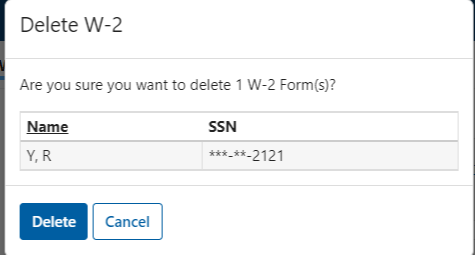 Delete W-2
Are you sure you want to delete 1 W-2 Form(s)?
Name SSN
Y, R ***-**-2121
Delete Cancel